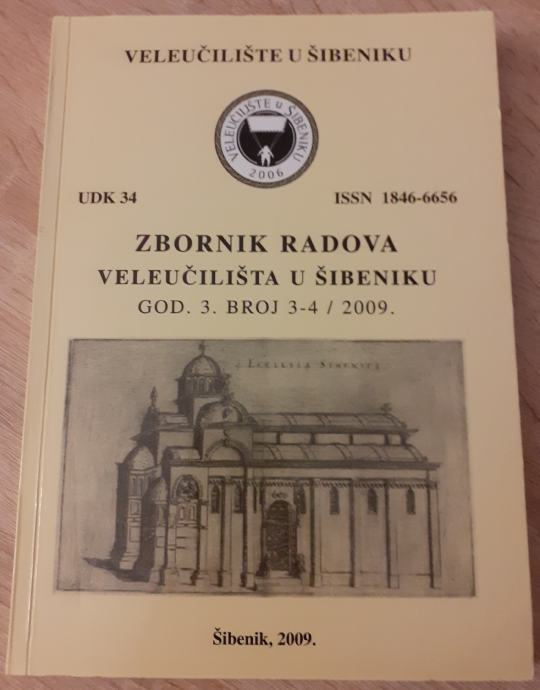 VELEUČILIŠTE U ŠIBENIKU
VELEUČILIŠTE U ŠIBENIKU
2006
UDK 34
ISSN 1846-6656
ZBORNIK RADOVA
VELEUČILIŠTA U ŠIBENIKU
GOD. 3. BROJ 3-4 / 2009.
Šibenik, 2009.